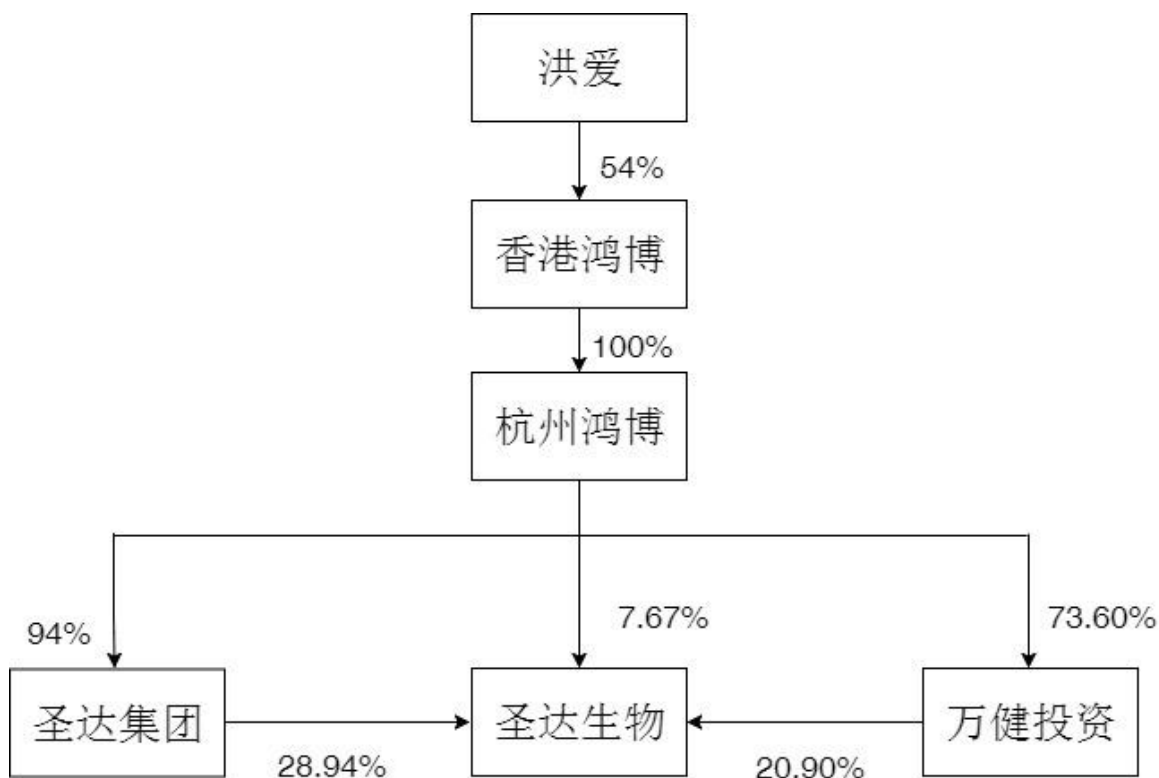 洪爱
54%
香港鸿博
100%
杭州鸿博
94%
7.67%
73.60%
圣达集团
圣达生物
万健投资
28.94%
20.90%